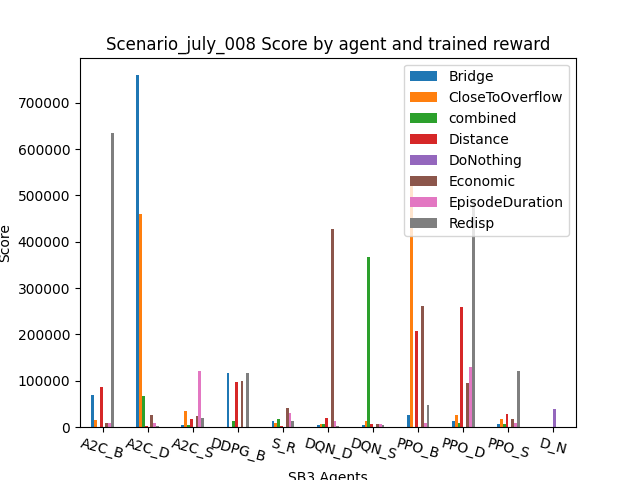 Scenario_july_008 Score by agent and trained reward
Bridge
CloseToOverflow
combined
Distance
DoNothing
Economic
EpisodeDuration
Redisp
Score
700000
600000
500000
400000
300000
200000
100000
0
A2C_B
A2C_D
A2C_S
DDPG_B
S_R
DQN_D
DQN_S
PPO_B
PPO_D
PPO_S
D_N
SB3 Agents